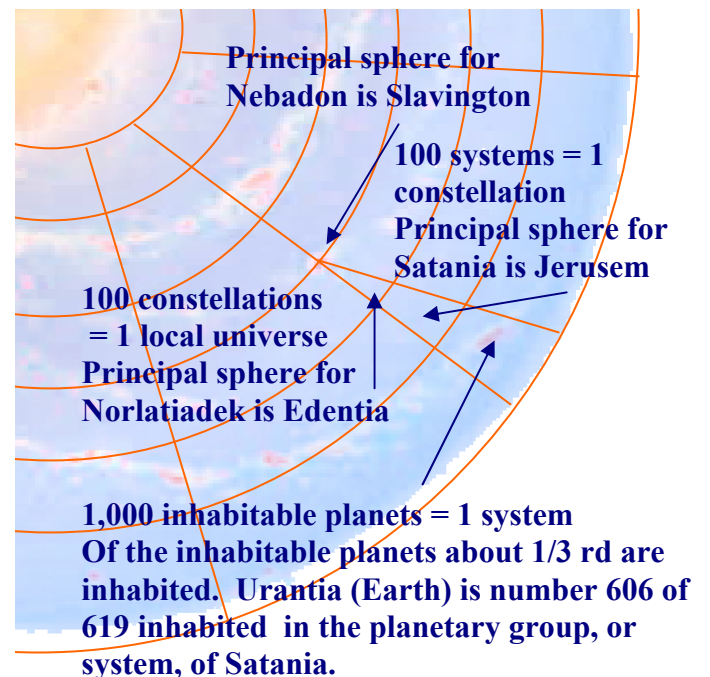 Principal sphere for
Nebadon is Slavington
100 systems = 1
constellation
Principal sphere for
Satania is Jerusem
100 constellations
= 1 local universe
Principal sphere for
Norlatiadek is Edentia
1,000 inhabitable planets = 1 system
Of the inhabitable planets about 1/3 rd are
inhabited.  Urantia (Earth) is number 606 of
619 inhabited  in the planetary group, or
system, of Satania.